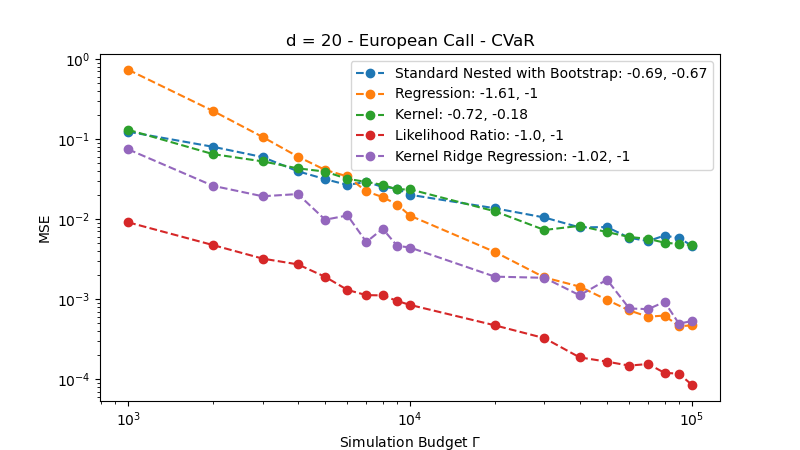 d = 20 - European Call - CVaR
Standard Nested with Bootstrap: -0.69, -0.67
Regression: -1.61, -1
Kernel: -0.72, -0.18
Likelihood Ratio: -1.0, -1
Kernel Ridge Regression: -1.02, -1
MSE
10⁰
10⁻¹
10⁻²
10⁻³
10⁻⁴
10³
10⁴
10⁵
Simulation Budget Γ